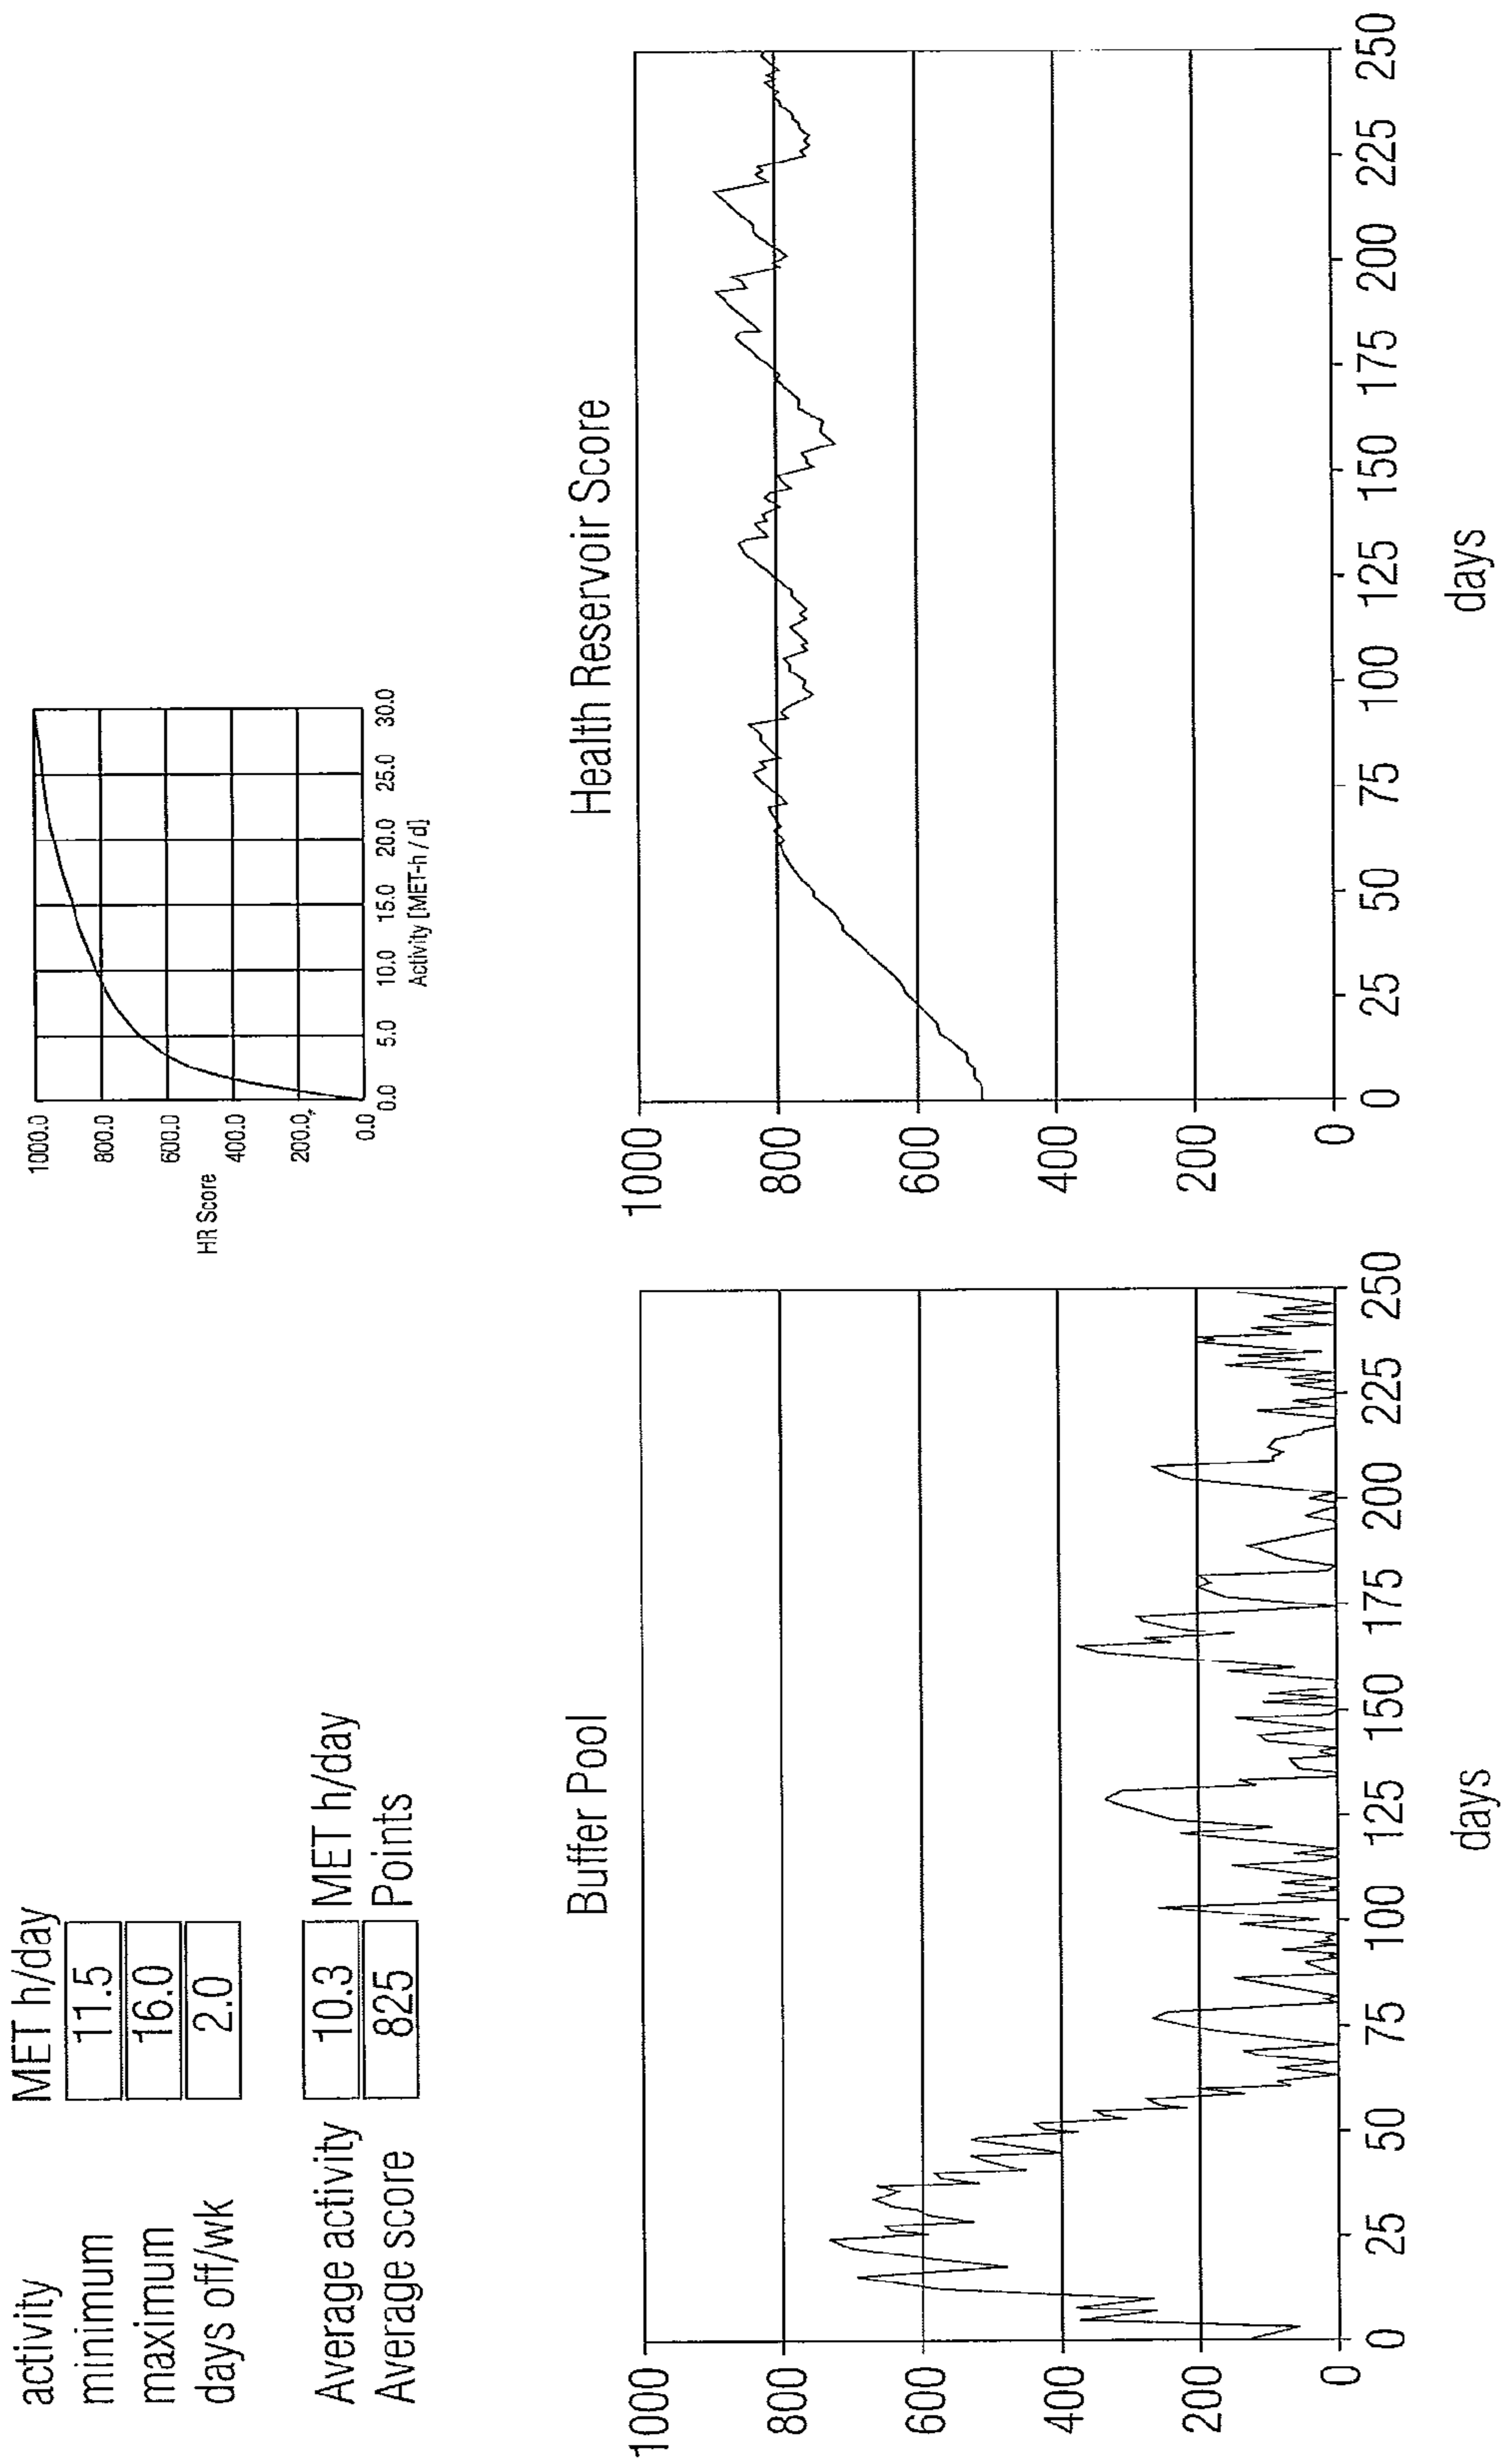 activity MET h/day
minimum 11.5
maximum 16.0
days off/wk 2.0
Average activity 10.3 MET h/day
Average score 825 Points
HR Score
1000.0
800.0
600.0
400.0
200.0
0.0
0.0 5.0 10.0 15.0 20.0 25.0 30.0
Activity [MET-h / d]
Buffer Pool
1000
800
600
400
200
0
0 25 50 75 100 125 150 175 200 225 250
days
Health Reservoir Score
1000
800
600
400
200
0
0 25 50 75 100 125 150 175 200 225 250
days